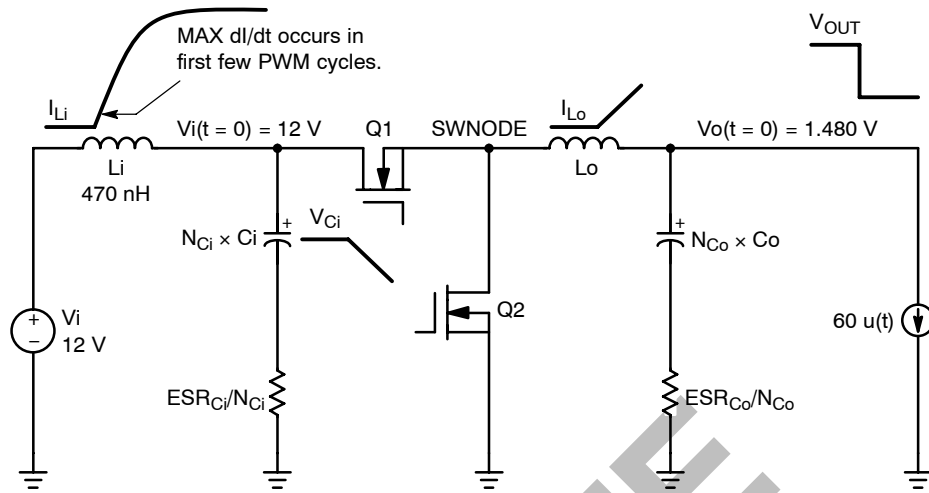 MAX dI/dt occurs in
first few PWM cycles.
V_OUT
I_Li
Vi(t = 0) = 12 V
Q1
SWNODE
I_Lo
Vo(t = 0) = 1.480 V
Li
470 nH
Lo
V_Ci
+
N_Ci × Ci
+
N_Co × Co
Q2
+
−
Vi
12 V
60 u(t)
ESR_Ci/N_Ci
ESR_Co/N_Co